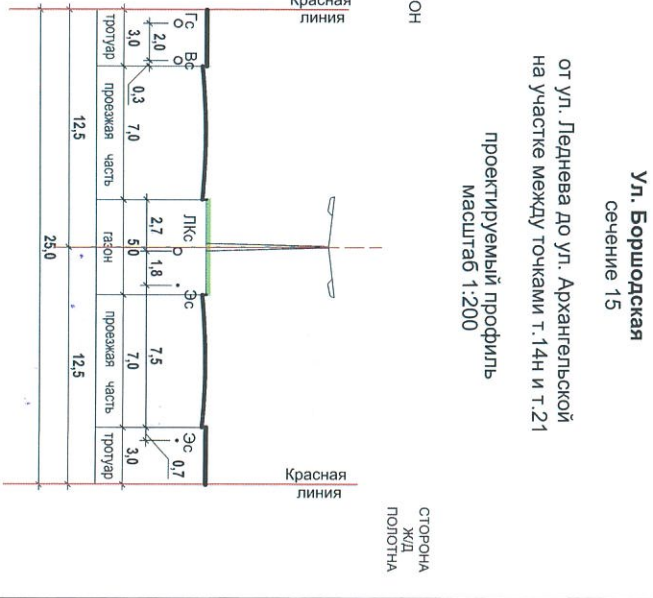 Ул. Боршодская
сечение 15
от ул. Леднева до ул. Архангельской
на участке между точками т.14н и т.21
проектируемый профиль
масштаб 1:200
ОН
СТОРОНА
Ж/Д
ПОЛОТНА
Красная
линия
Красная
линия
Гс Вс ЛКс Эс Эс
2,0 0,3 2,7 1,8 7,5 0,7
3,0 7,0 5,0 7,0 3,0
тротуар проезжая часть газон проезжая часть тротуар
12,5 12,5
25,0